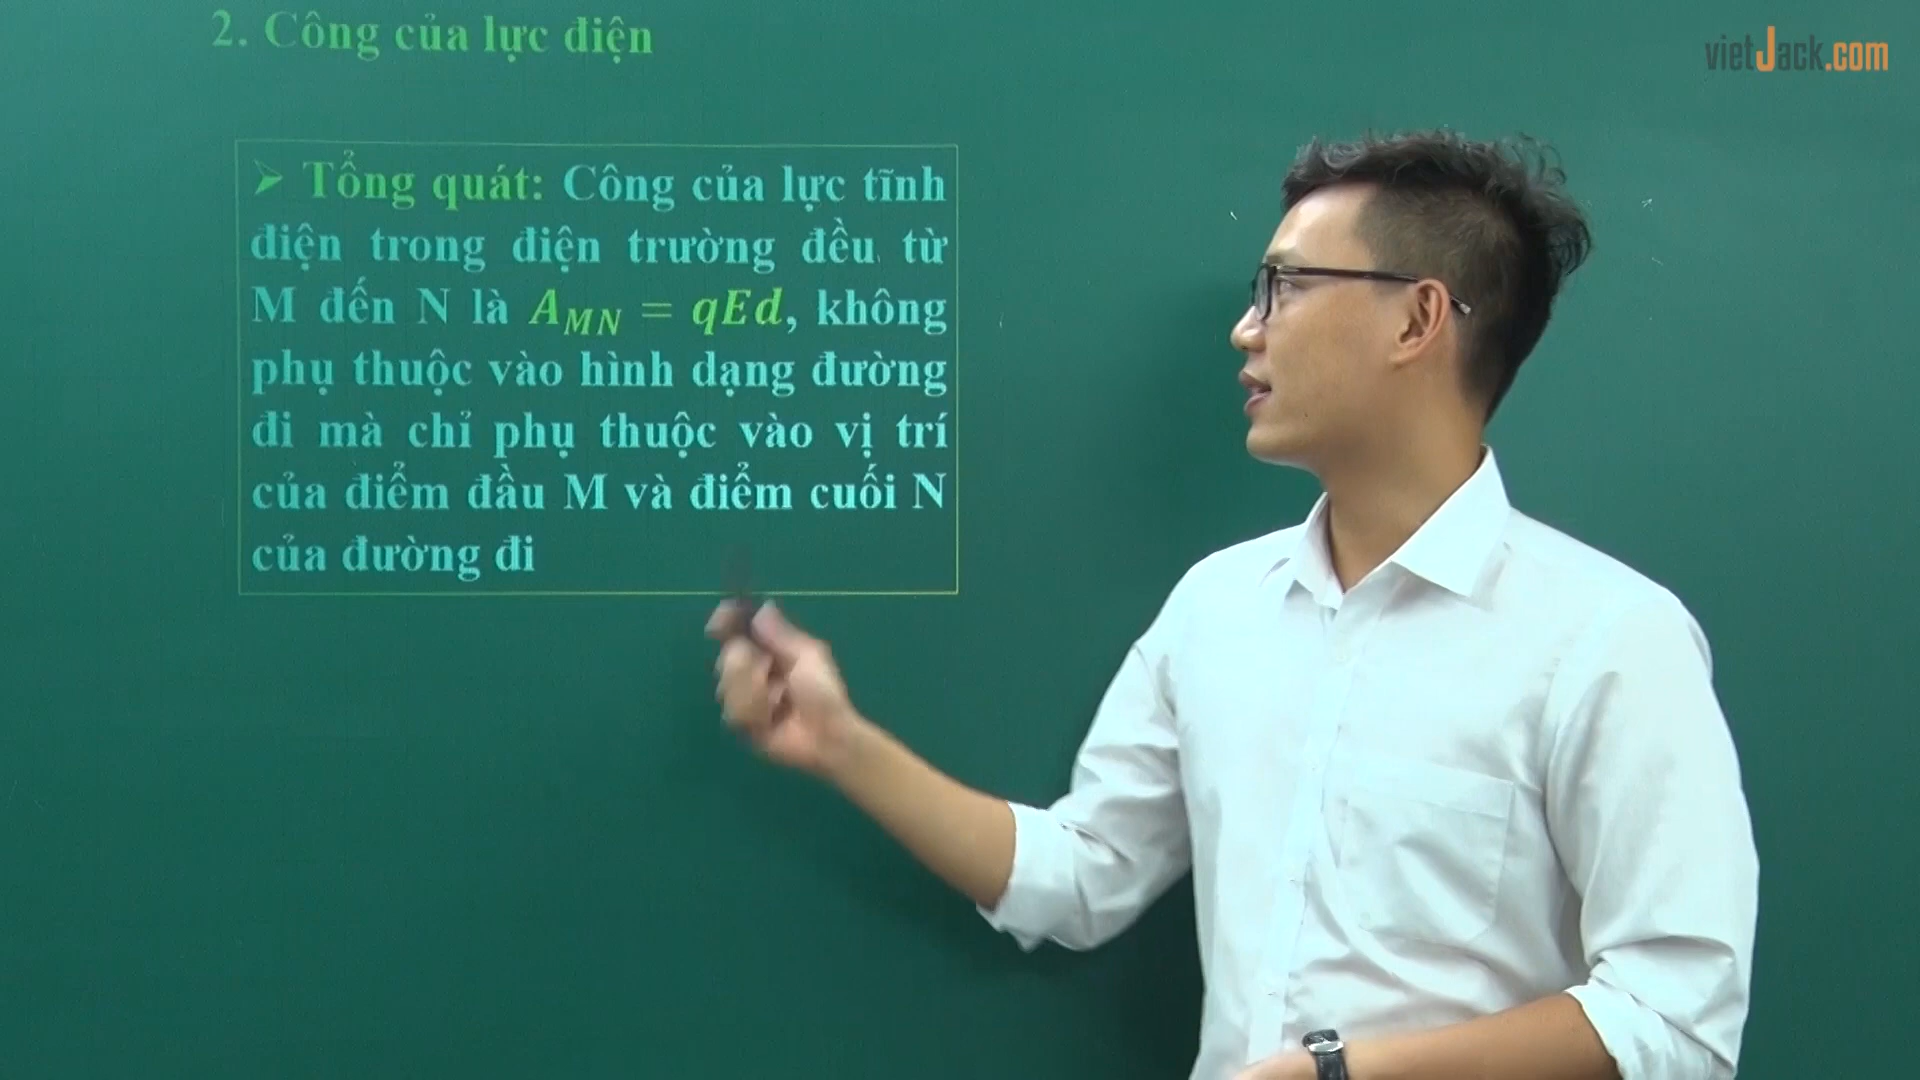 2. Công của lực điện
vietJack.com
➢ Tổng quát: Công của lực tĩnh
điện trong điện trường đều từ
M đến N là A_MN = qEd, không
phụ thuộc vào hình dạng đường
đi mà chỉ phụ thuộc vào vị trí
của điểm đầu M và điểm cuối N
của đường đi